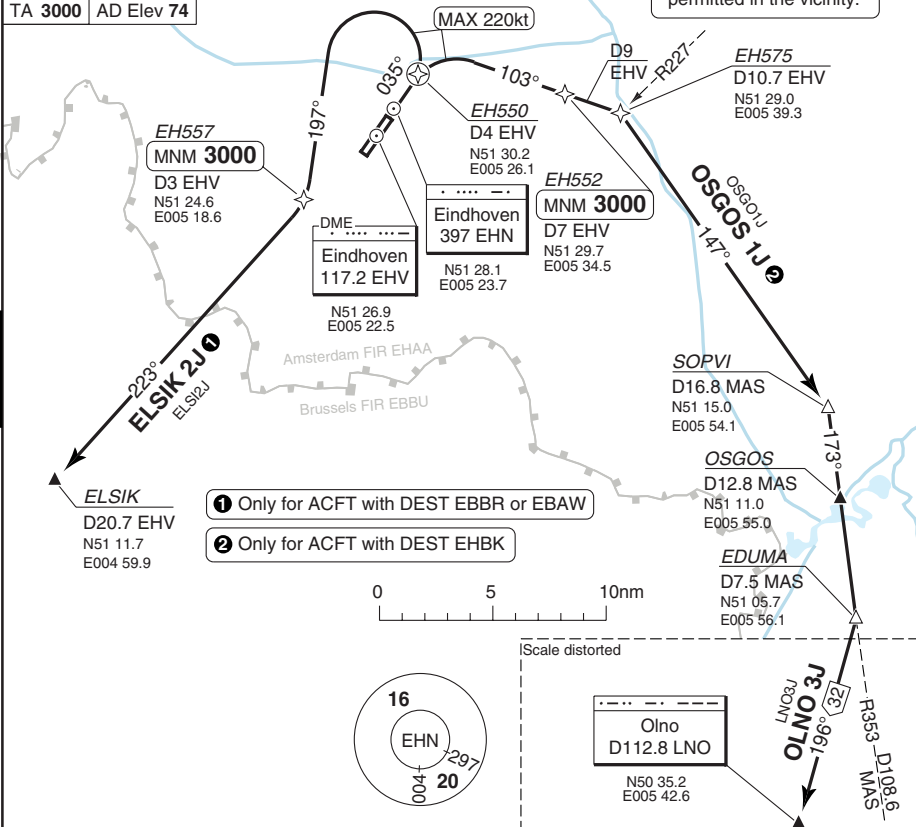 TA 3000 AD Elev 74
permitted in the vicinity.
MAX 220kt
035°
197°
103°
D9
EHV
R227
EH575
D10.7 EHV
N51 29.0
E005 39.3
EH550
D4 EHV
N51 30.2
E005 26.1
EH557
MNM 3000
D3 EHV
N51 24.6
E005 18.6
EH552
MNM 3000
D7 EHV
N51 29.7
E005 34.5
DME
Eindhoven
117.2 EHV
N51 26.9
E005 22.5
Eindhoven
397 EHN
N51 28.1
E005 23.7
OSGO1J
OSGOS 1J 2
147°
223°
ELSIK 2J 1
ELSI2J
Amsterdam FIR EHAA
Brussels FIR EBBU
SOPVI
D16.8 MAS
N51 15.0
E005 54.1
173°
OSGOS
D12.8 MAS
N51 11.0
E005 55.0
ELSIK
D20.7 EHV
N51 11.7
E004 59.9
1 Only for ACFT with DEST EBBR or EBAW
2 Only for ACFT with DEST EHBK
EDUMA
D7.5 MAS
N51 05.7
E005 56.1
0 5 10nm
Scale distorted
16
EHN
297
004
20
Olno
D112.8 LNO
N50 35.2
E005 42.6
LNO3J
OLNO 3J
196°
32
R353 D108.6
MAS